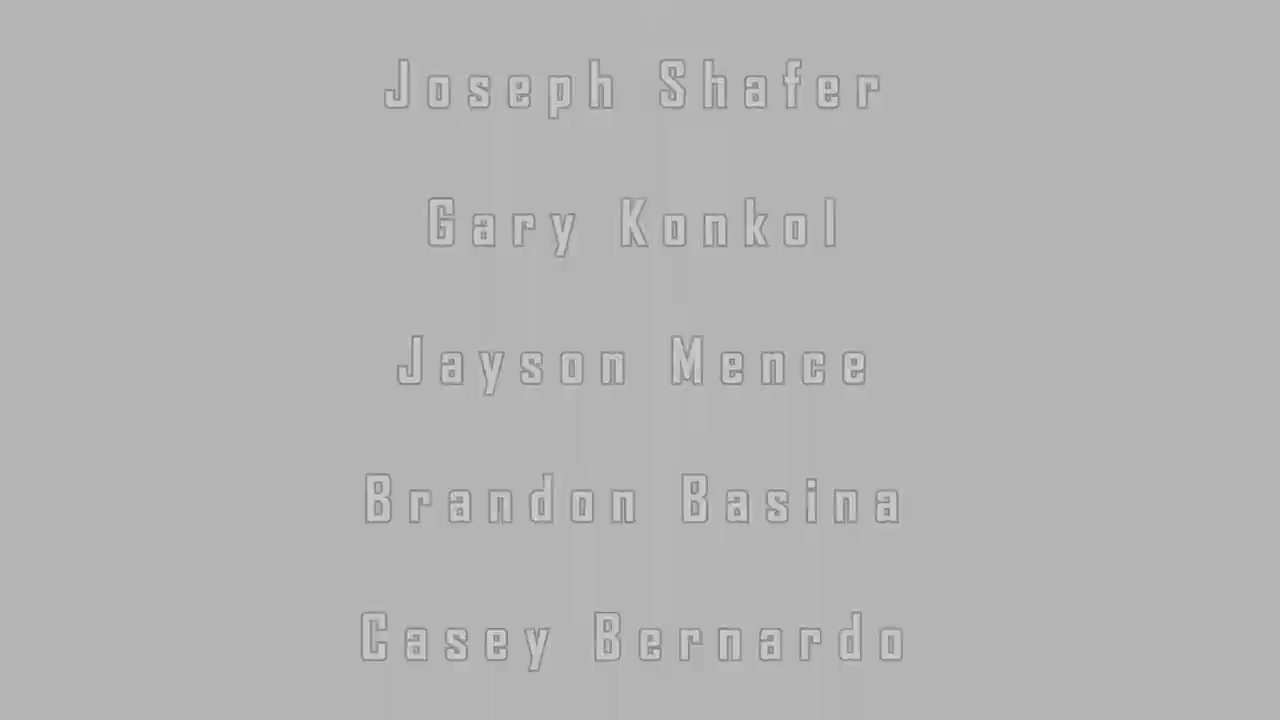 Joseph Shafer
Gary Konkol
Jayson Mence
Brandon Basina
Casey Bernardo